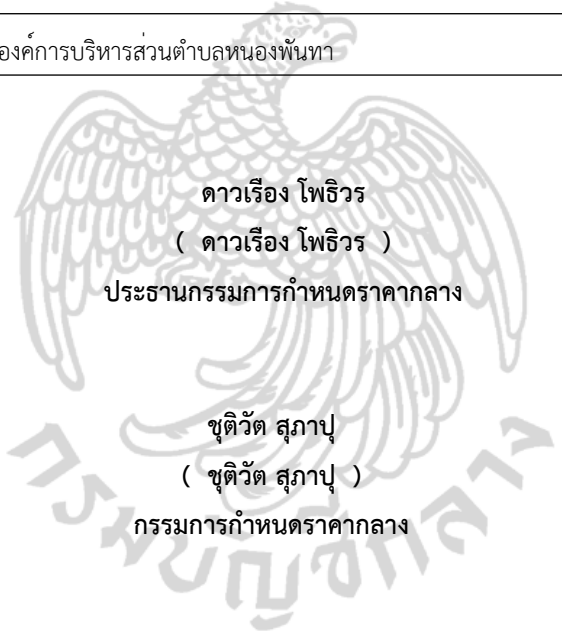 องค์การบริหารส่วนตำบลหนองพันทา
ดาวเรือง โพธิวร
( ดาวเรือง โพธิวร )
ประธานกรรมการกำหนดราคากลาง
ชุติวัต สุภาปุ
( ชุติวัต สุภาปุ )
กรรมการกำหนดราคากลาง
กรมบัญชีกลาง